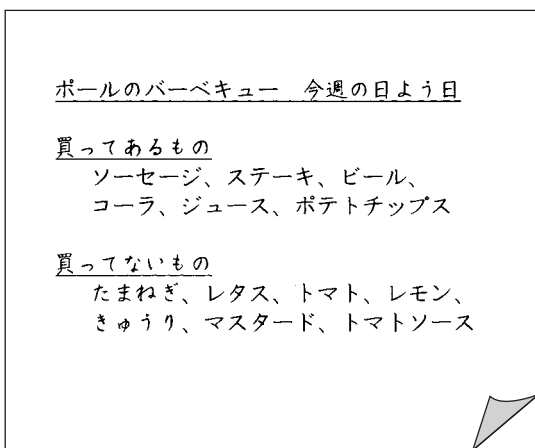 ポールのバーベキュー　今週の日よう日
買ってあるもの
ソーセージ、ステーキ、ビール、
コーラ、ジュース、ポテトチップス
買ってないもの
たまねぎ、レタス、トマト、レモン、
きゅうり、マスタード、トマトソース